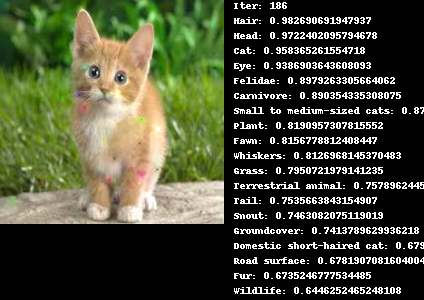 Iter: 186
Hair: 0.982690691947937
Head: 0.9722402095794678
Cat: 0.958365261554718
Eye: 0.9386903643608093
Felidae: 0.8979263305664062
Carnivore: 0.890354335308075
Small to medium-sized cats: 0.87
Plant: 0.8190957307815552
Fawn: 0.8156778812408447
Whiskers: 0.8126968145370483
Grass: 0.7950721979141235
Terrestrial animal: 0.7578962445
Tail: 0.7535663843154907
Snout: 0.7463082075119019
Groundcover: 0.7413789629936218
Domestic short-haired cat: 0.679
Road surface: 0.6781907081604004
Fur: 0.6735246777534485
Wildlife: 0.6446252465248108